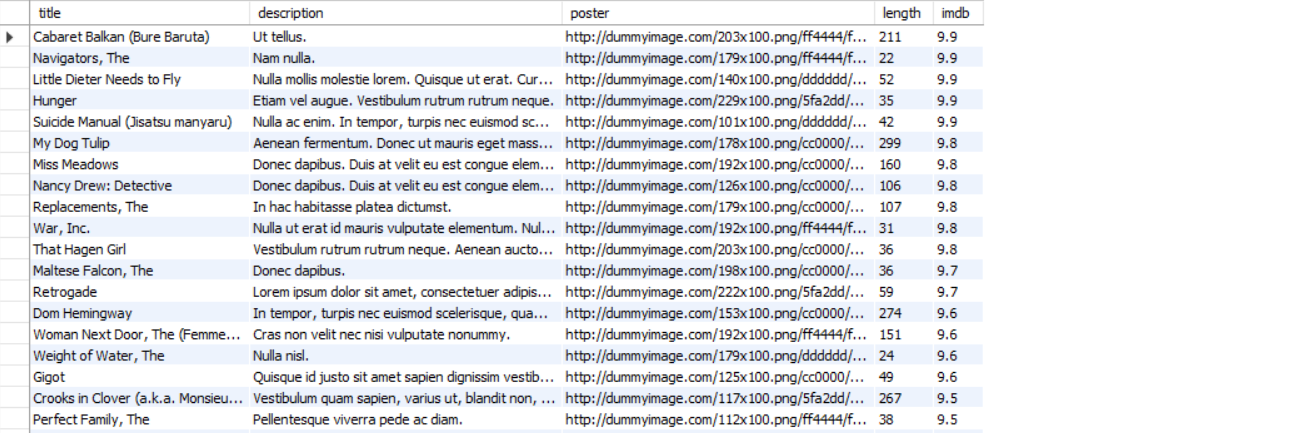 title description poster length imdb
Cabaret Balkan (Bure Baruta) Ut tellus. http://dummyimage.com/203x100.png/ff4444/f... 211 9.9
Navigators, The Nam nulla. http://dummyimage.com/179x100.png/ff4444/f... 22 9.9
Little Dieter Needs to Fly Nulla mollis molestie lorem. Quisque ut erat. Cur... http://dummyimage.com/140x100.png/dddddd/... 52 9.9
Hunger Etiam vel augue. Vestibulum rutrum rutrum neque. http://dummyimage.com/229x100.png/5fa2dd/... 35 9.9
Suicide Manual (Jisatsu manyaru) Nulla ac enim. In tempor, turpis nec euismod sc... http://dummyimage.com/101x100.png/dddddd/... 42 9.9
My Dog Tulip Aenean fermentum. Donec ut mauris eget mass... http://dummyimage.com/178x100.png/cc0000/... 299 9.8
Miss Meadows Donec dapibus. Duis at velit eu est congue elem... http://dummyimage.com/192x100.png/cc0000/... 160 9.8
Nancy Drew: Detective Donec dapibus. Duis at velit eu est congue elem... http://dummyimage.com/126x100.png/cc0000/... 106 9.8
Replacements, The In hac habitasse platea dictumst. http://dummyimage.com/179x100.png/cc0000/... 107 9.8
War, Inc. Nulla ut erat id mauris vulputate elementum. Nul... http://dummyimage.com/192x100.png/ff4444/f... 31 9.8
That Hagen Girl Vestibulum rutrum rutrum neque. Aenean aucto... http://dummyimage.com/203x100.png/cc0000/... 36 9.8
Maltese Falcon, The Donec dapibus. http://dummyimage.com/198x100.png/cc0000/... 36 9.7
Retrogade Lorem ipsum dolor sit amet, consectetuer adipis... http://dummyimage.com/222x100.png/5fa2dd/... 59 9.7
Dom Hemingway In tempor, turpis nec euismod scelerisque, qua... http://dummyimage.com/153x100.png/cc0000/... 274 9.6
Woman Next Door, The (Femme... Cras non velit nec nisi vulputate nonummy. http://dummyimage.com/192x100.png/ff4444/f... 151 9.6
Weight of Water, The Nulla nisl. http://dummyimage.com/179x100.png/dddddd/... 24 9.6
Gigot Quisque id justo sit amet sapien dignissim vestib... http://dummyimage.com/125x100.png/cc0000/... 49 9.6
Crooks in Clover (a.k.a. Monsieu... Vestibulum quam sapien, varius ut, blandit non, ... http://dummyimage.com/117x100.png/5fa2dd/... 267 9.5
Perfect Family, The Pellentesque viverra pede ac diam. http://dummyimage.com/112x100.png/ff4444/f... 38 9.5